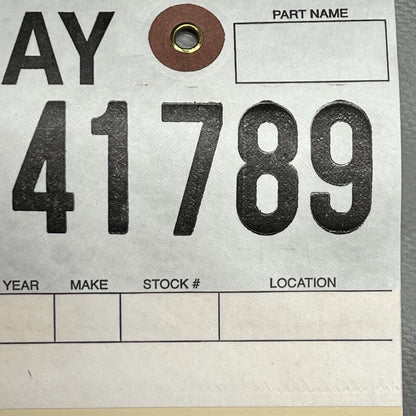 AY
PART NAME
41789
YEAR MAKE STOCK # LOCATION